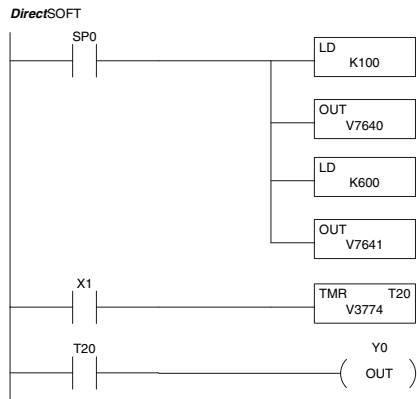 DirectSOFT
SP0
LD
K100
OUT
V7640
LD
K600
OUT
V7641
X1
TMR T20
V3774
T20
Y0
OUT